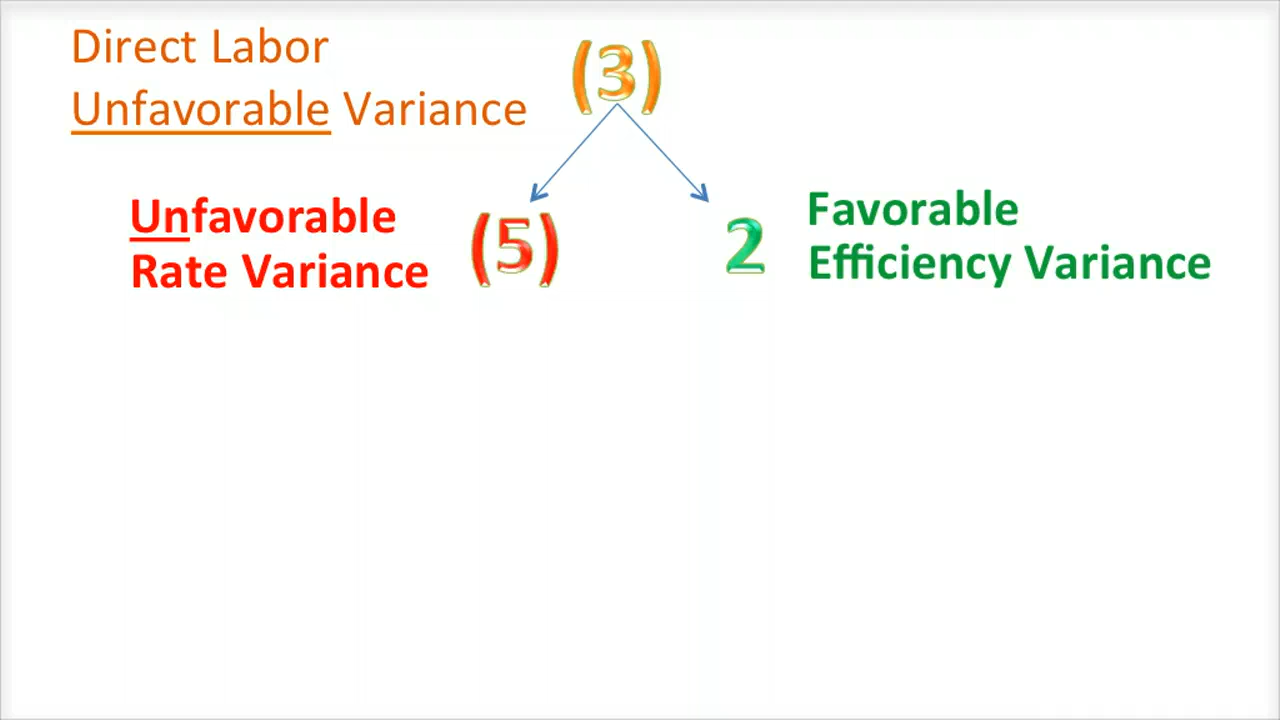 Direct Labor
Unfavorable Variance (3)
Unfavorable
Rate Variance
(5)
2
Favorable
Efficiency Variance